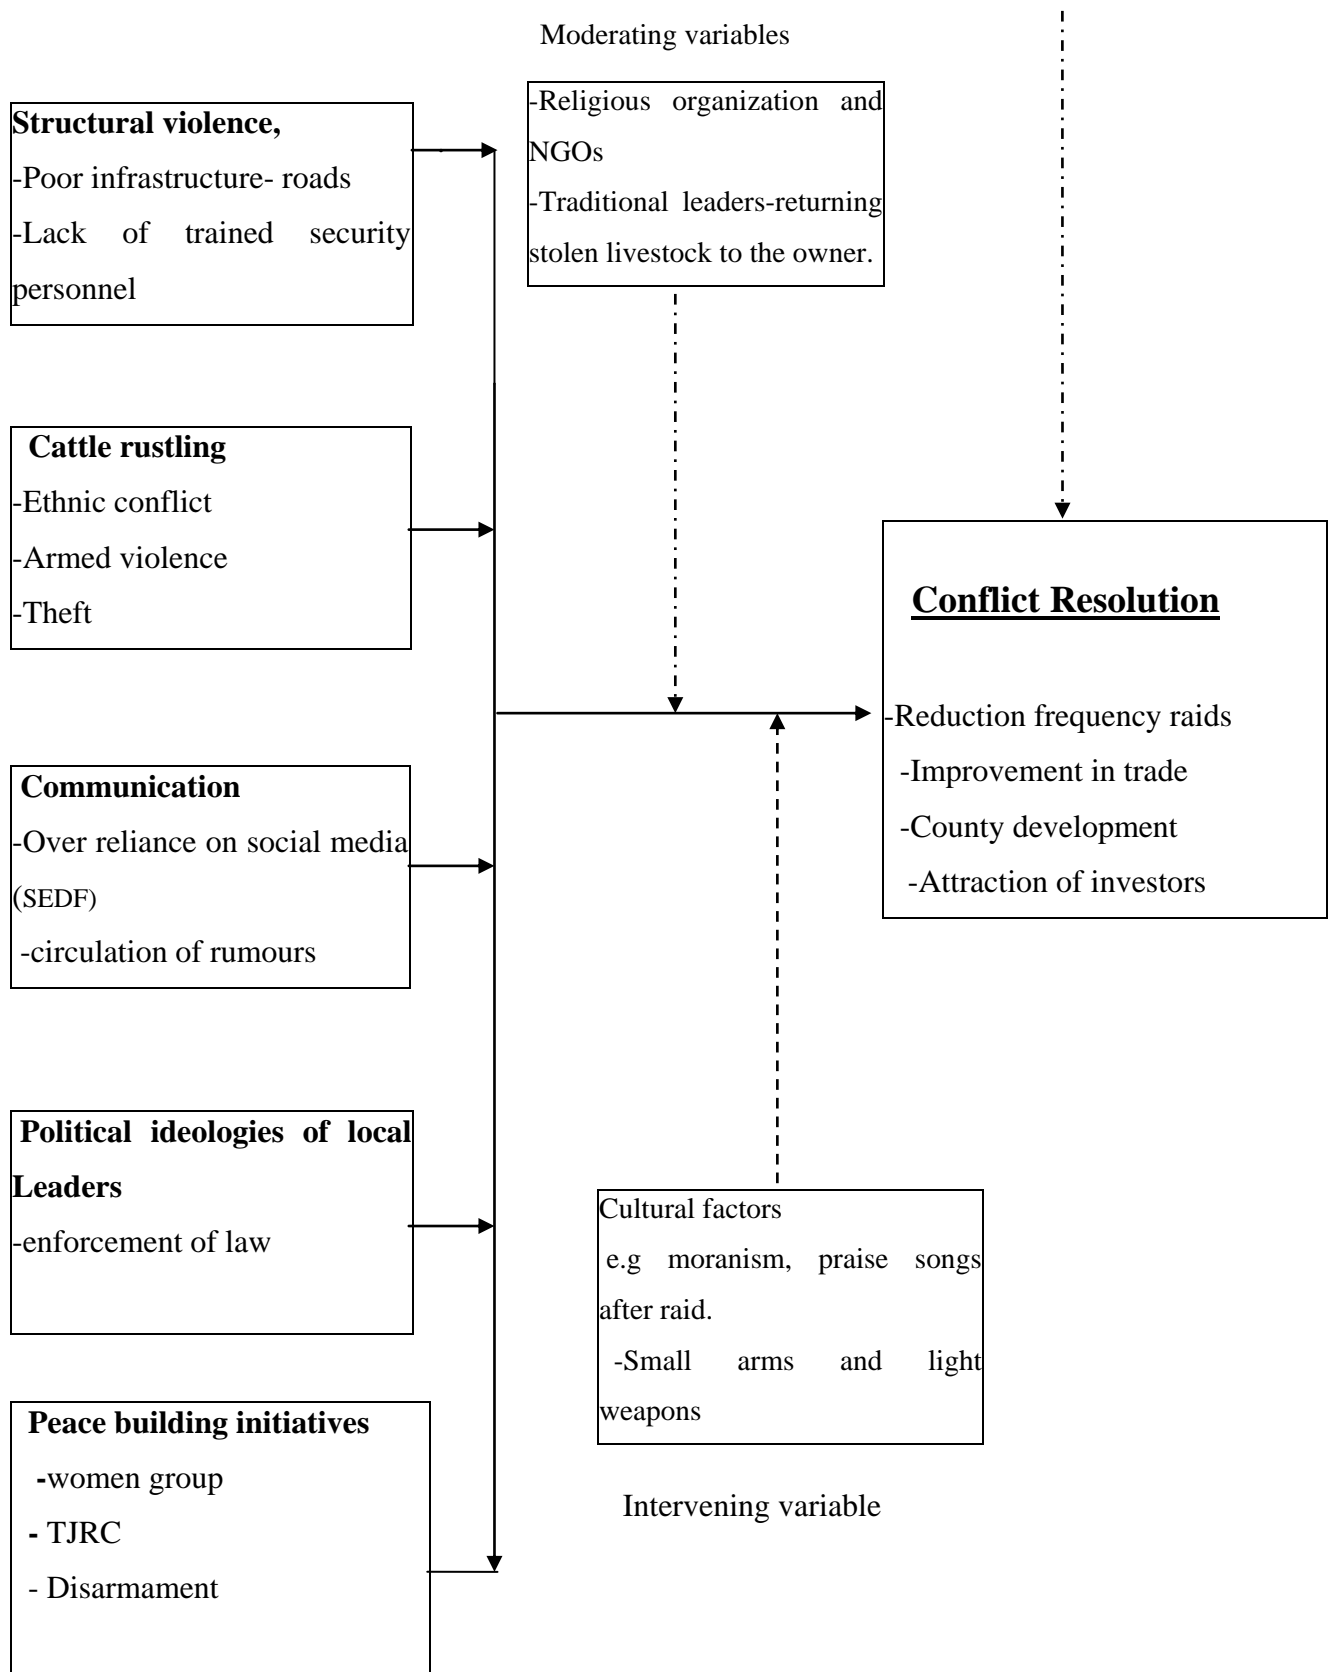 Moderating variables
-Religious organization and
NGOs
-Traditional leaders-returning
stolen livestock to the owner.
Structural violence,
-Poor infrastructure- roads
-Lack of trained security
personnel
Cattle rustling
-Ethnic conflict
-Armed violence
-Theft
Conflict Resolution
-Reduction frequency raids
-Improvement in trade
-County development
-Attraction of investors
Communication
-Over reliance on social media
(SEDF)
-circulation of rumours
Political ideologies of local
Leaders
-enforcement of law
Cultural factors
e.g moranism, praise songs
after raid.
-Small arms and light
weapons
Intervening variable
Peace building initiatives
-women group
- TJRC
- Disarmament